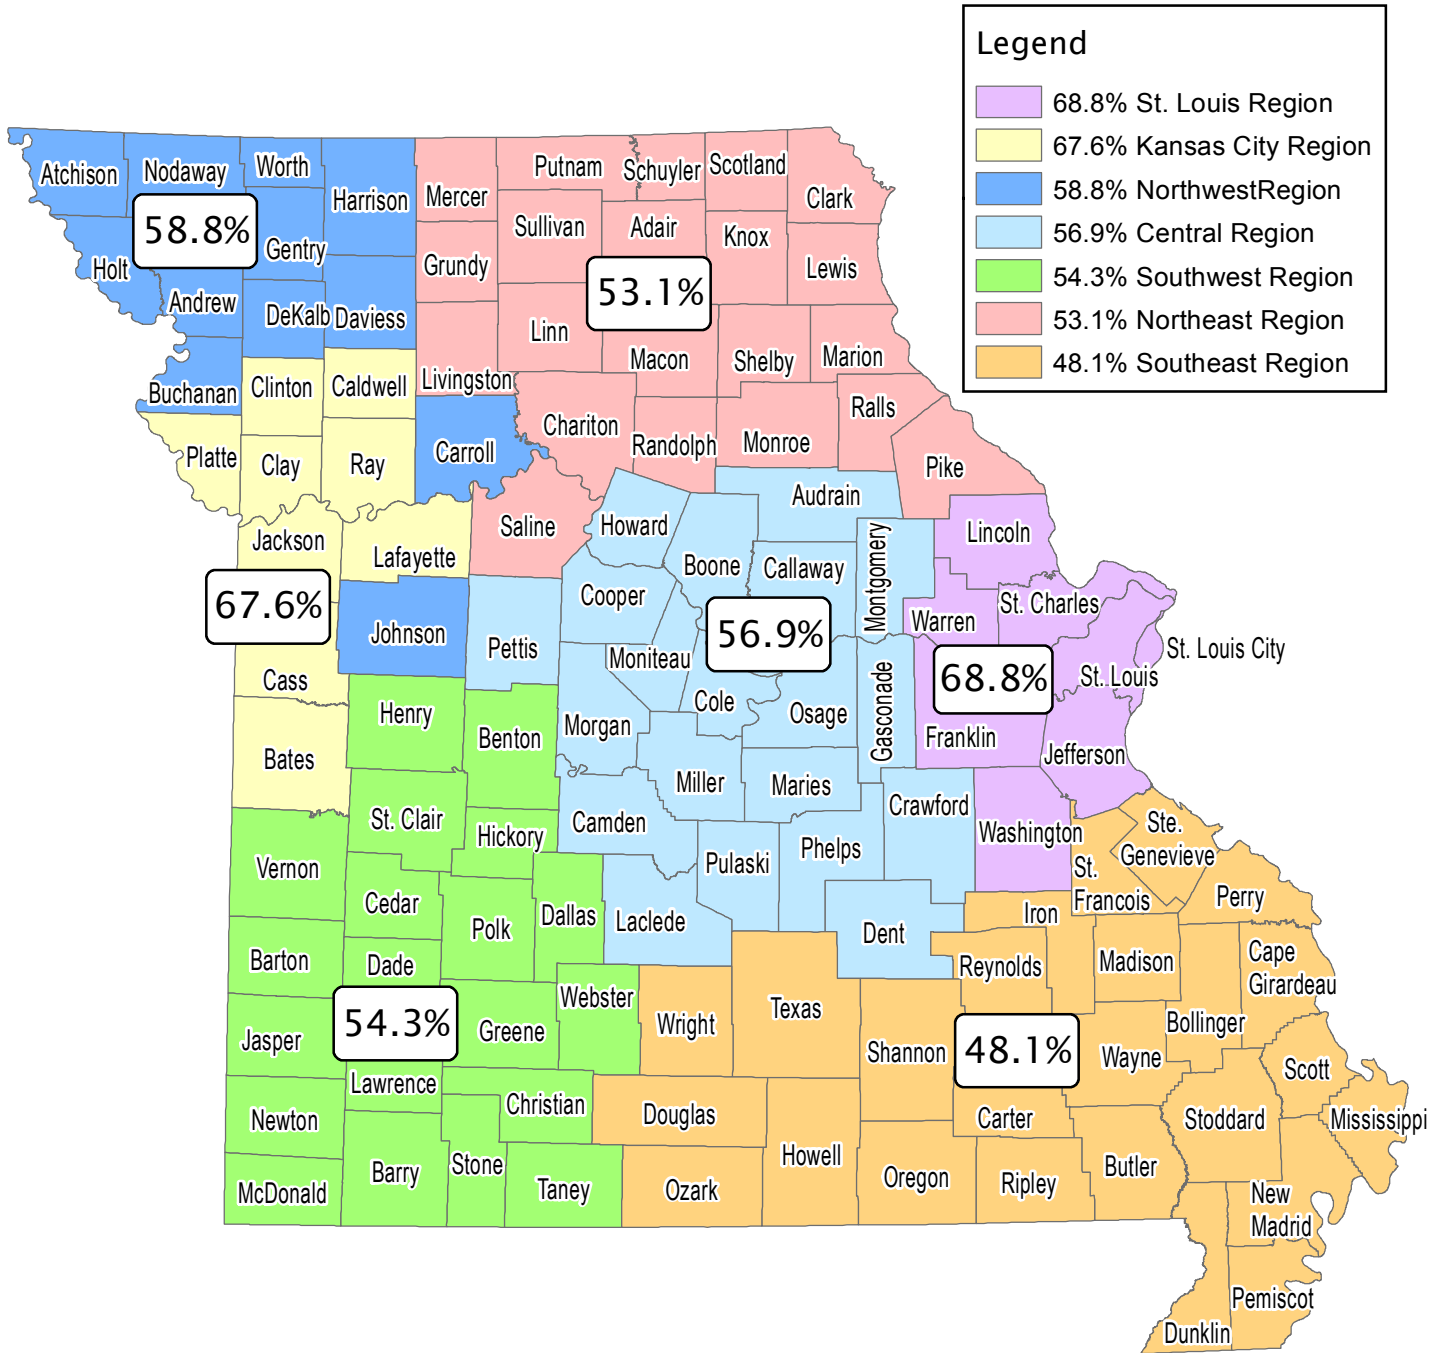 Legend
68.8% St. Louis Region
67.6% Kansas City Region
58.8% NorthwestRegion
56.9% Central Region
54.3% Southwest Region
53.1% Northeast Region
48.1% Southeast Region
Atchison
Nodaway
Worth
Harrison
Mercer
Putnam
Schuyler
Scotland
Clark
58.8%
Gentry
Holt
Andrew
DeKalb
Daviess
Buchanan
Grundy
Sullivan
Adair
Knox
Lewis
53.1%
Linn
Macon
Shelby
Marion
Livingston
Clinton
Caldwell
Chariton
Randolph
Monroe
Ralls
Pike
Platte
Clay
Ray
Carroll
Saline
Howard
Audrain
Lincoln
Jackson
Lafayette
67.6%
Johnson
Pettis
Cooper
Boone
Callaway
Montgomery
Warren
St. Charles
St. Louis City
St. Louis
56.9%
68.8%
Cass
Moniteau
Cole
Osage
Gasconade
Franklin
Jefferson
Bates
Henry
Benton
Morgan
Miller
Maries
Crawford
Washington
St. Clair
Hickory
Camden
Pulaski
Phelps
Ste.
Genevieve
St.
Francois
Perry
Vernon
Cedar
Polk
Dallas
Laclede
Dent
Iron
Barton
Dade
Webster
Reynolds
Madison
Cape
Girardeau
54.3%
Jasper
Greene
Wright
Texas
Shannon
48.1%
Wayne
Bollinger
Scott
Lawrence
Newton
Christian
Douglas
Carter
Stoddard
Mississippi
McDonald
Barry
Stone
Taney
Ozark
Howell
Oregon
Ripley
Butler
New
Madrid
Pemiscot
Dunklin